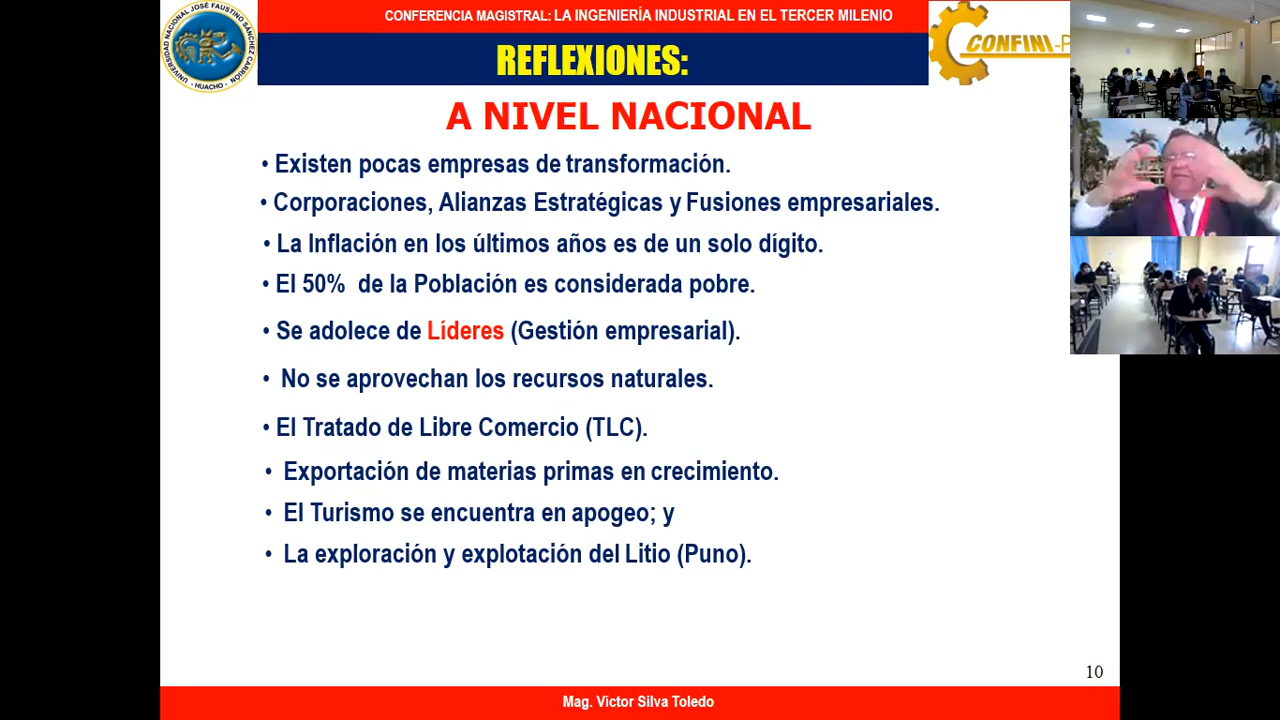 CONFERENCIA MAGISTRAL: LA INGENIERÍA INDUSTRIAL EN EL TERCER MILENIO
UNIVERSIDAD NACIONAL JOSÉ FAUSTINO SÁNCHEZ CARRIÓN
- HUACHO -
REFLEXIONES:
CONFINI-P
A NIVEL NACIONAL
• Existen pocas empresas de transformación.
• Corporaciones, Alianzas Estratégicas y Fusiones empresariales.
• La Inflación en los últimos años es de un solo dígito.
• El 50% de la Población es considerada pobre.
• Se adolece de Líderes (Gestión empresarial).
• No se aprovechan los recursos naturales.
• El Tratado de Libre Comercio (TLC).
• Exportación de materias primas en crecimiento.
• El Turismo se encuentra en apogeo; y
• La exploración y explotación del Litio (Puno).
10
Mag. Víctor Silva Toledo